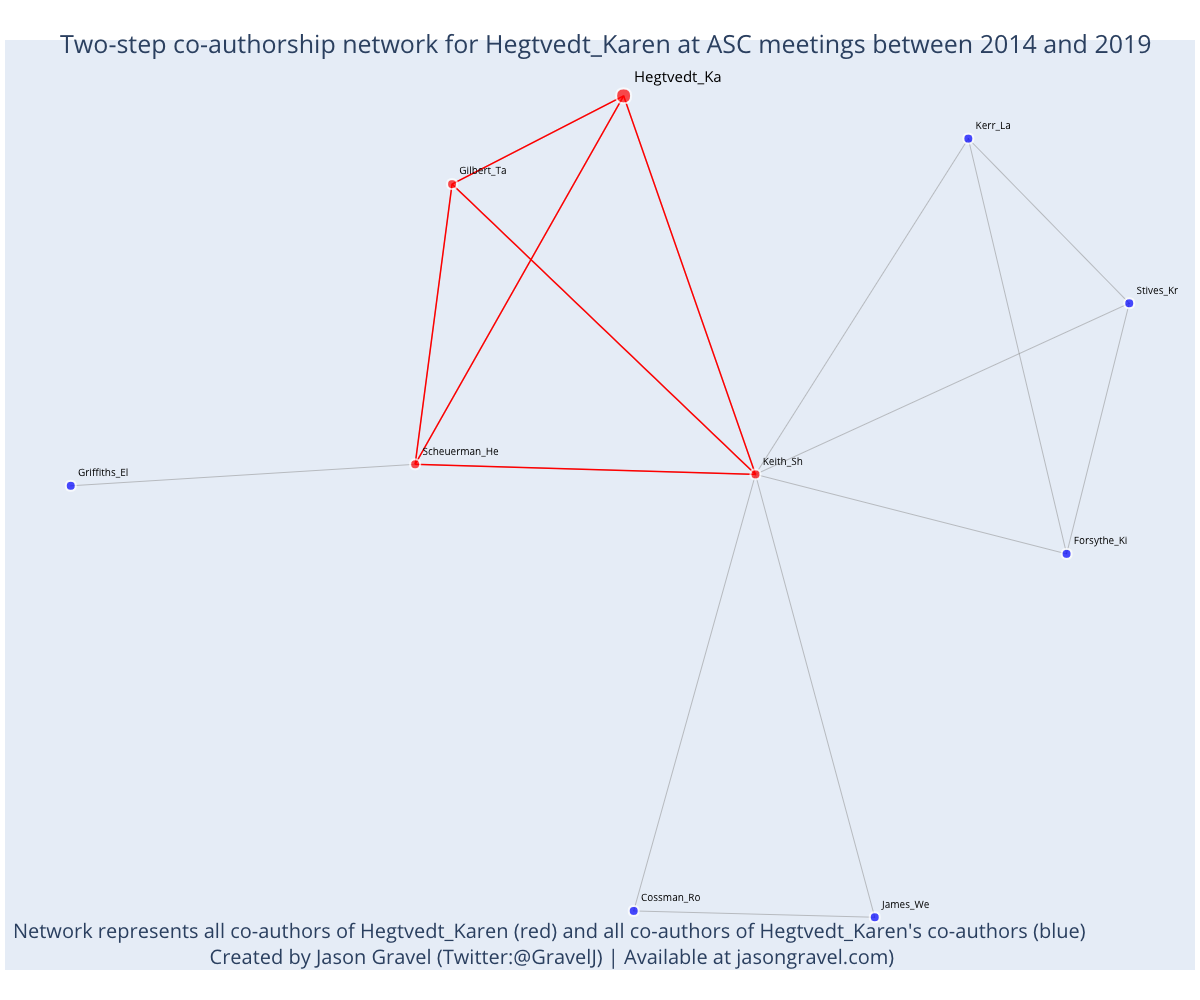 Two-step co-authorship network for Hegtvedt_Karen at ASC meetings between 2014 and 2019
Hegtvedt_Ka
Kerr_La
Gilbert_Ta
Stives_Kr
Scheuerman_He
Keith_Sh
Griffiths_El
Forsythe_Ki
Cossman_Ro
James_We
Network represents all co-authors of Hegtvedt_Karen (red) and all co-authors of Hegtvedt_Karen's co-authors (blue)
Created by Jason Gravel (Twitter:@GravelJ) | Available at jasongravel.com)